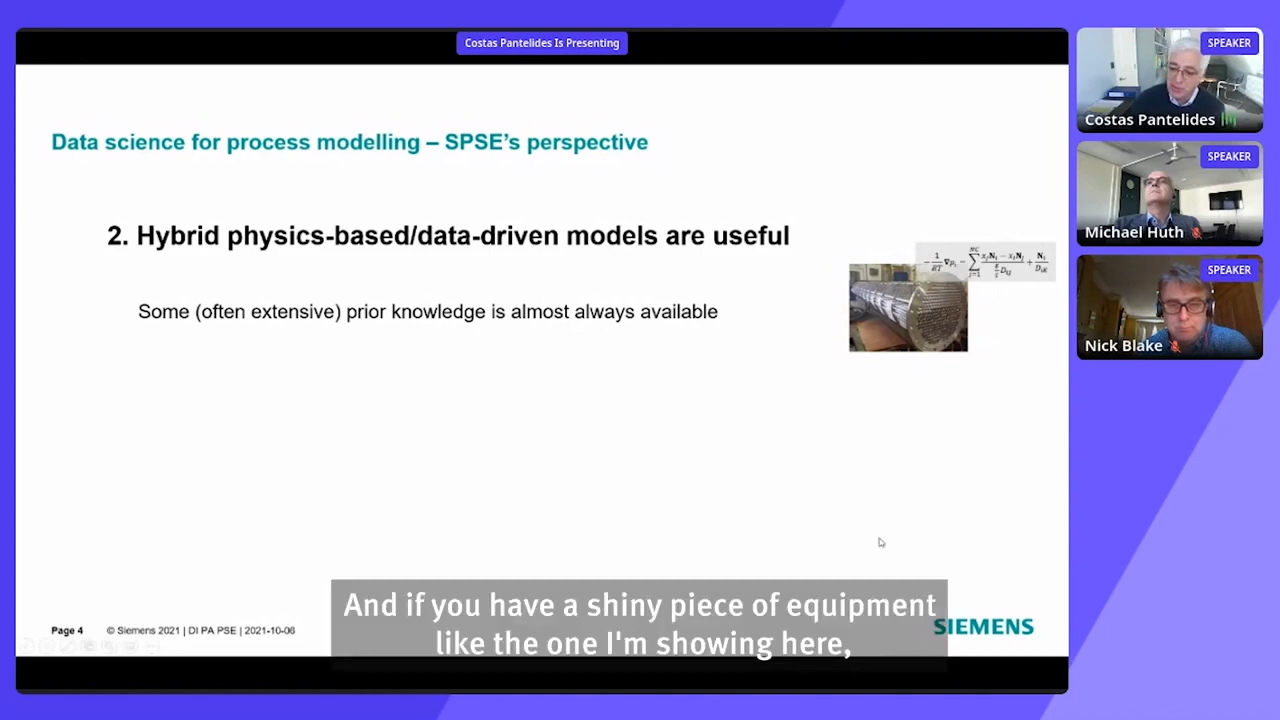 Costas Pantelides Is Presenting
Data science for process modelling – SPSE's perspective
2. Hybrid physics-based/data-driven models are useful
Some (often extensive) prior knowledge is almost always available
And if you have a shiny piece of equipment
like the one I'm showing here,
Page 4 © Siemens 2021 | DI PA PSE | 2021-10-06
SIEMENS
SPEAKER
Costas Pantelides
SPEAKER
Michael Huth
SPEAKER
Nick Blake